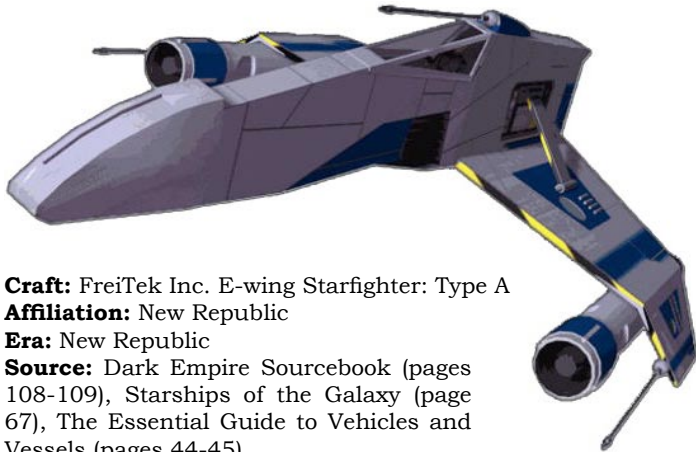 Craft: FreiTek Inc. E-wing Starfighter: Type A
Affiliation: New Republic
Era: New Republic
Source: Dark Empire Sourcebook (pages
108-109), Starships of the Galaxy (page
67), The Essential Guide to Vehicles and
Vessels (pages 44-45)